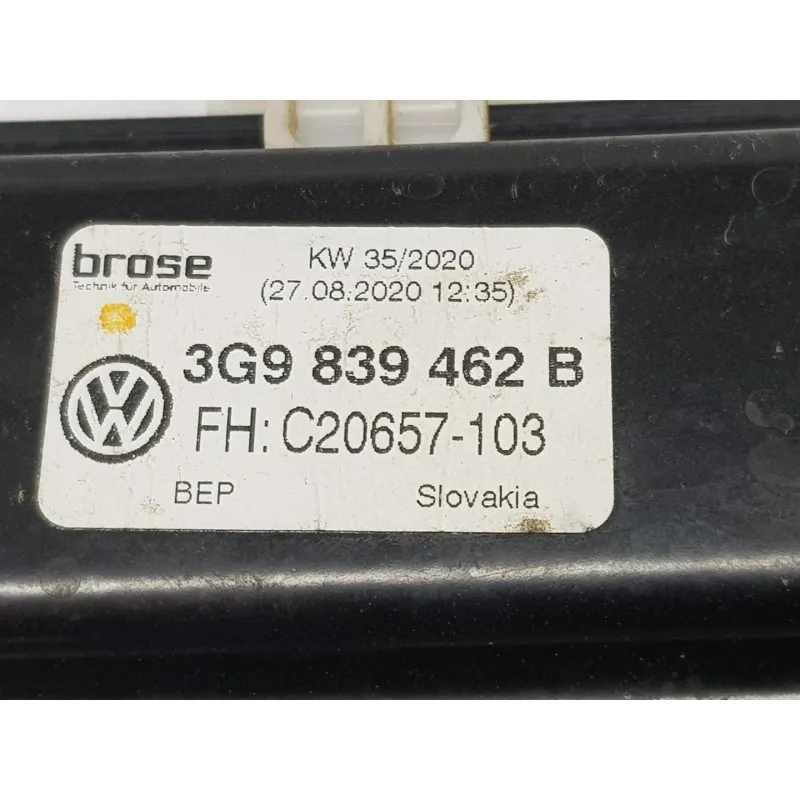 brose
Technik für Automobile
KW 35/2020
(27.08.2020 12:35)
3G9 839 462 B
FH: C20657-103
BEP
Slovakia